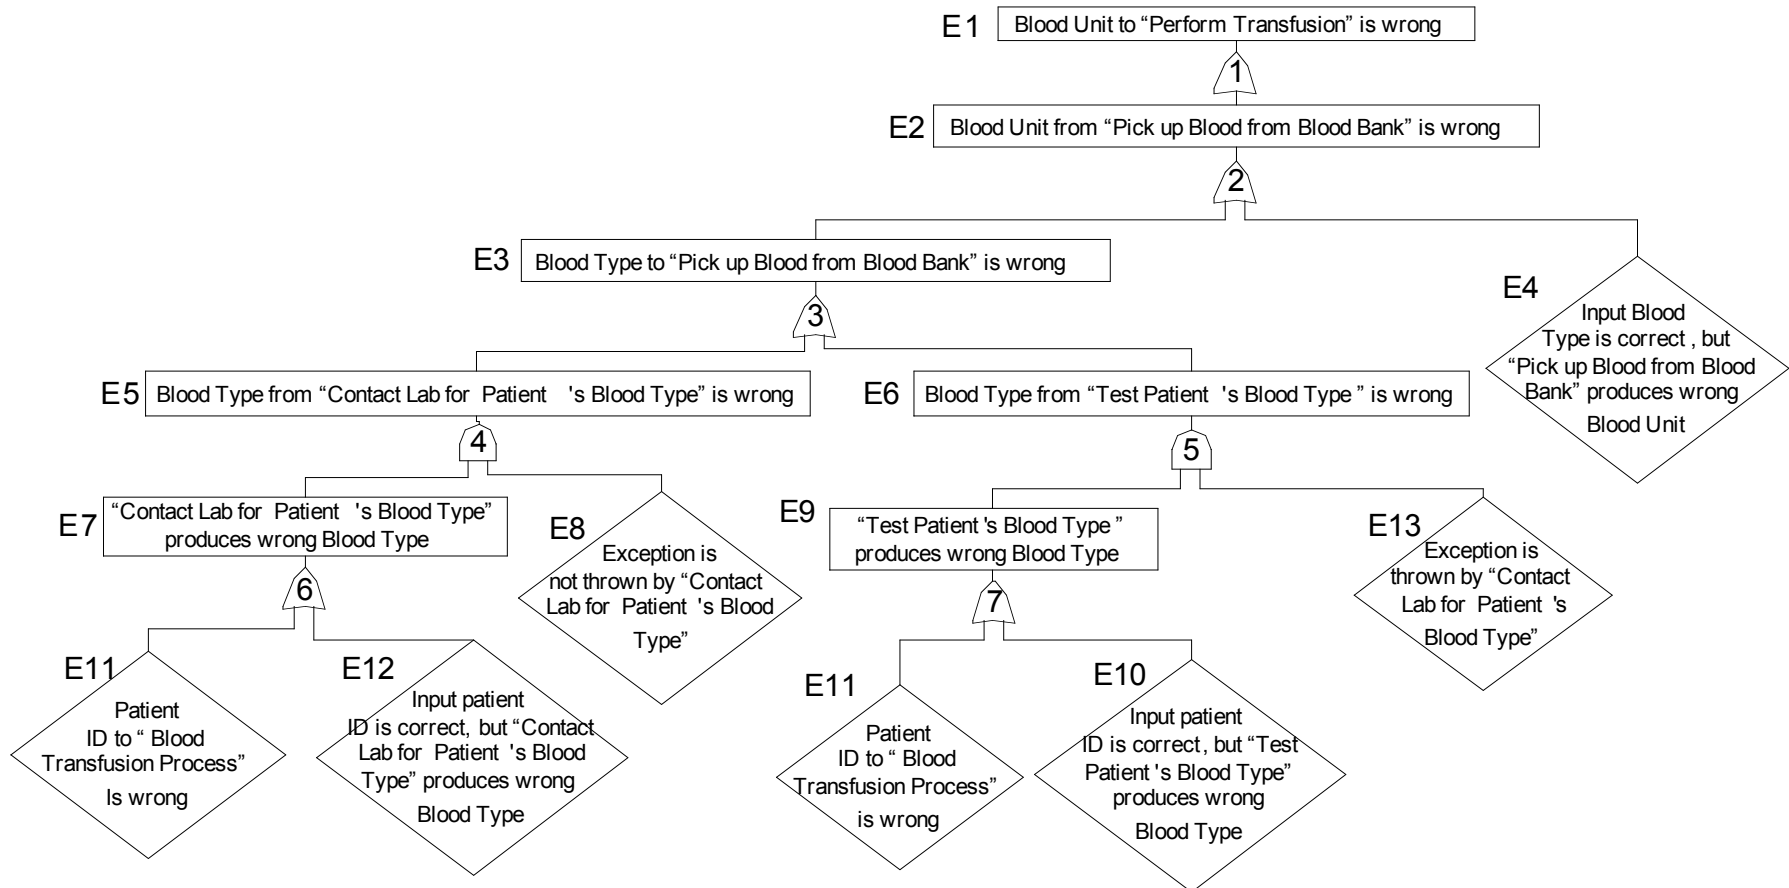 E1
Blood Unit to “Perform Transfusion” is wrong
1
E2
Blood Unit from “Pick up Blood from Blood Bank” is wrong
2
E3
Blood Type to “Pick up Blood from Blood Bank” is wrong
E4
Input Blood
Type is correct , but
“Pick up Blood from Blood
Bank” produces wrong
Blood Unit
3
E5
Blood Type from “Contact Lab for Patient 's Blood Type” is wrong
E6
Blood Type from “Test Patient 's Blood Type ” is wrong
4
5
E7
“Contact Lab for Patient 's Blood Type”
produces wrong Blood Type
E8
Exception is
not thrown by “Contact
Lab for Patient 's Blood
Type”
E9
“Test Patient 's Blood Type ”
produces wrong Blood Type
E13
Exception is
thrown by “Contact
Lab for Patient 's
Blood Type”
6
7
E11
Patient
ID to “ Blood
Transfusion Process”
Is wrong
E12
Input patient
ID is correct, but “Contact
Lab for Patient 's Blood
Type” produces wrong
Blood Type
E11
Patient
ID to “ Blood
Transfusion Process”
is wrong
E10
Input patient
ID is correct, but “Test
Patient 's Blood Type”
produces wrong
Blood Type